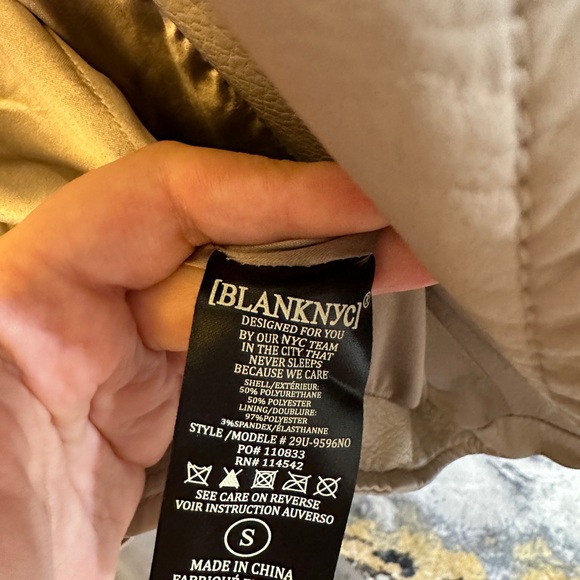 [BLANKNYC]®
DESIGNED FOR YOU
BY OUR NYC TEAM
IN THE CITY THAT
NEVER SLEEPS
BECAUSE WE CARE
SHELL/EXTÉRIEUR:
50% POLYURETHANE
50% POLYESTER
LINING/DOUBLURE:
97%POLYESTER
3%SPANDEX/ÉLASTHANNE
STYLE /MODELE # 29U-9596NO
PO# 110833
RN# 114542
SEE CARE ON REVERSE
VOIR INSTRUCTION AUVERSO
S
MADE IN CHINA
FABRIQUÉ